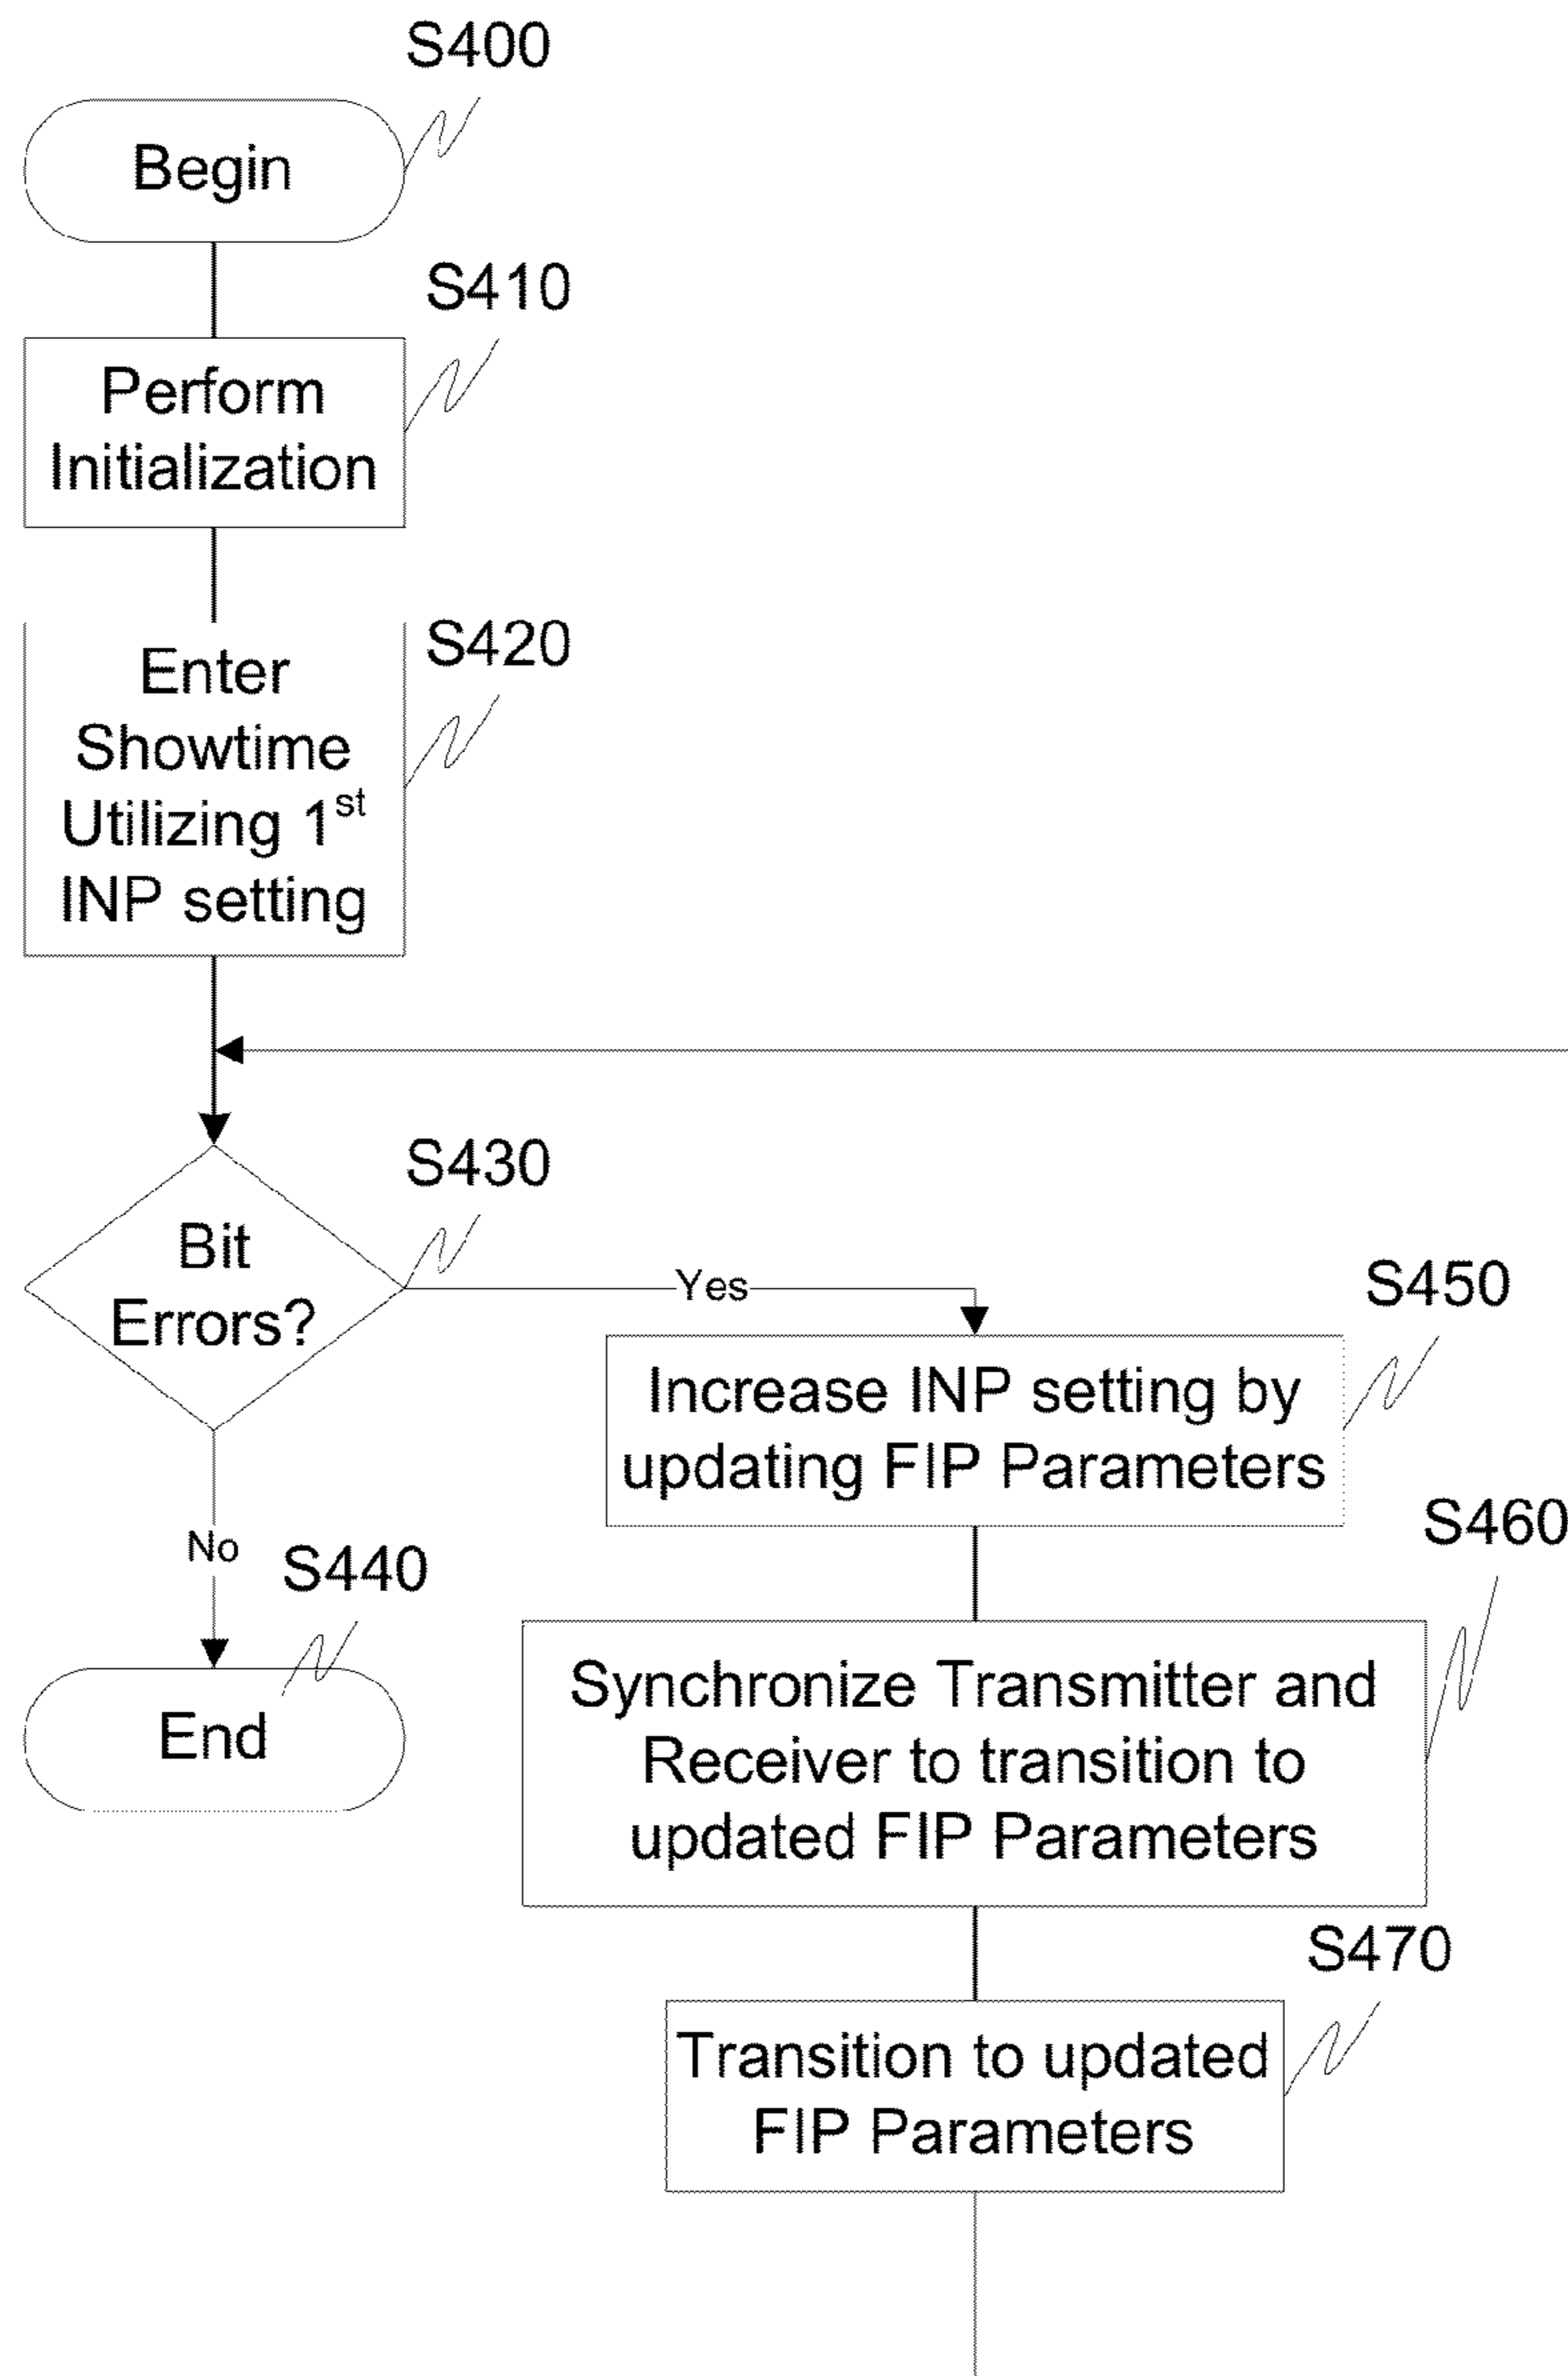 S400
Begin
S410
Perform
Initialization
S420
Enter
Showtime
Utilizing 1st
INP setting
S430
Bit
Errors?
Yes
S450
Increase INP setting by
updating FIP Parameters
No
S440
End
S460
Synchronize Transmitter and
Receiver to transition to
updated FIP Parameters
S470
Transition to updated
FIP Parameters